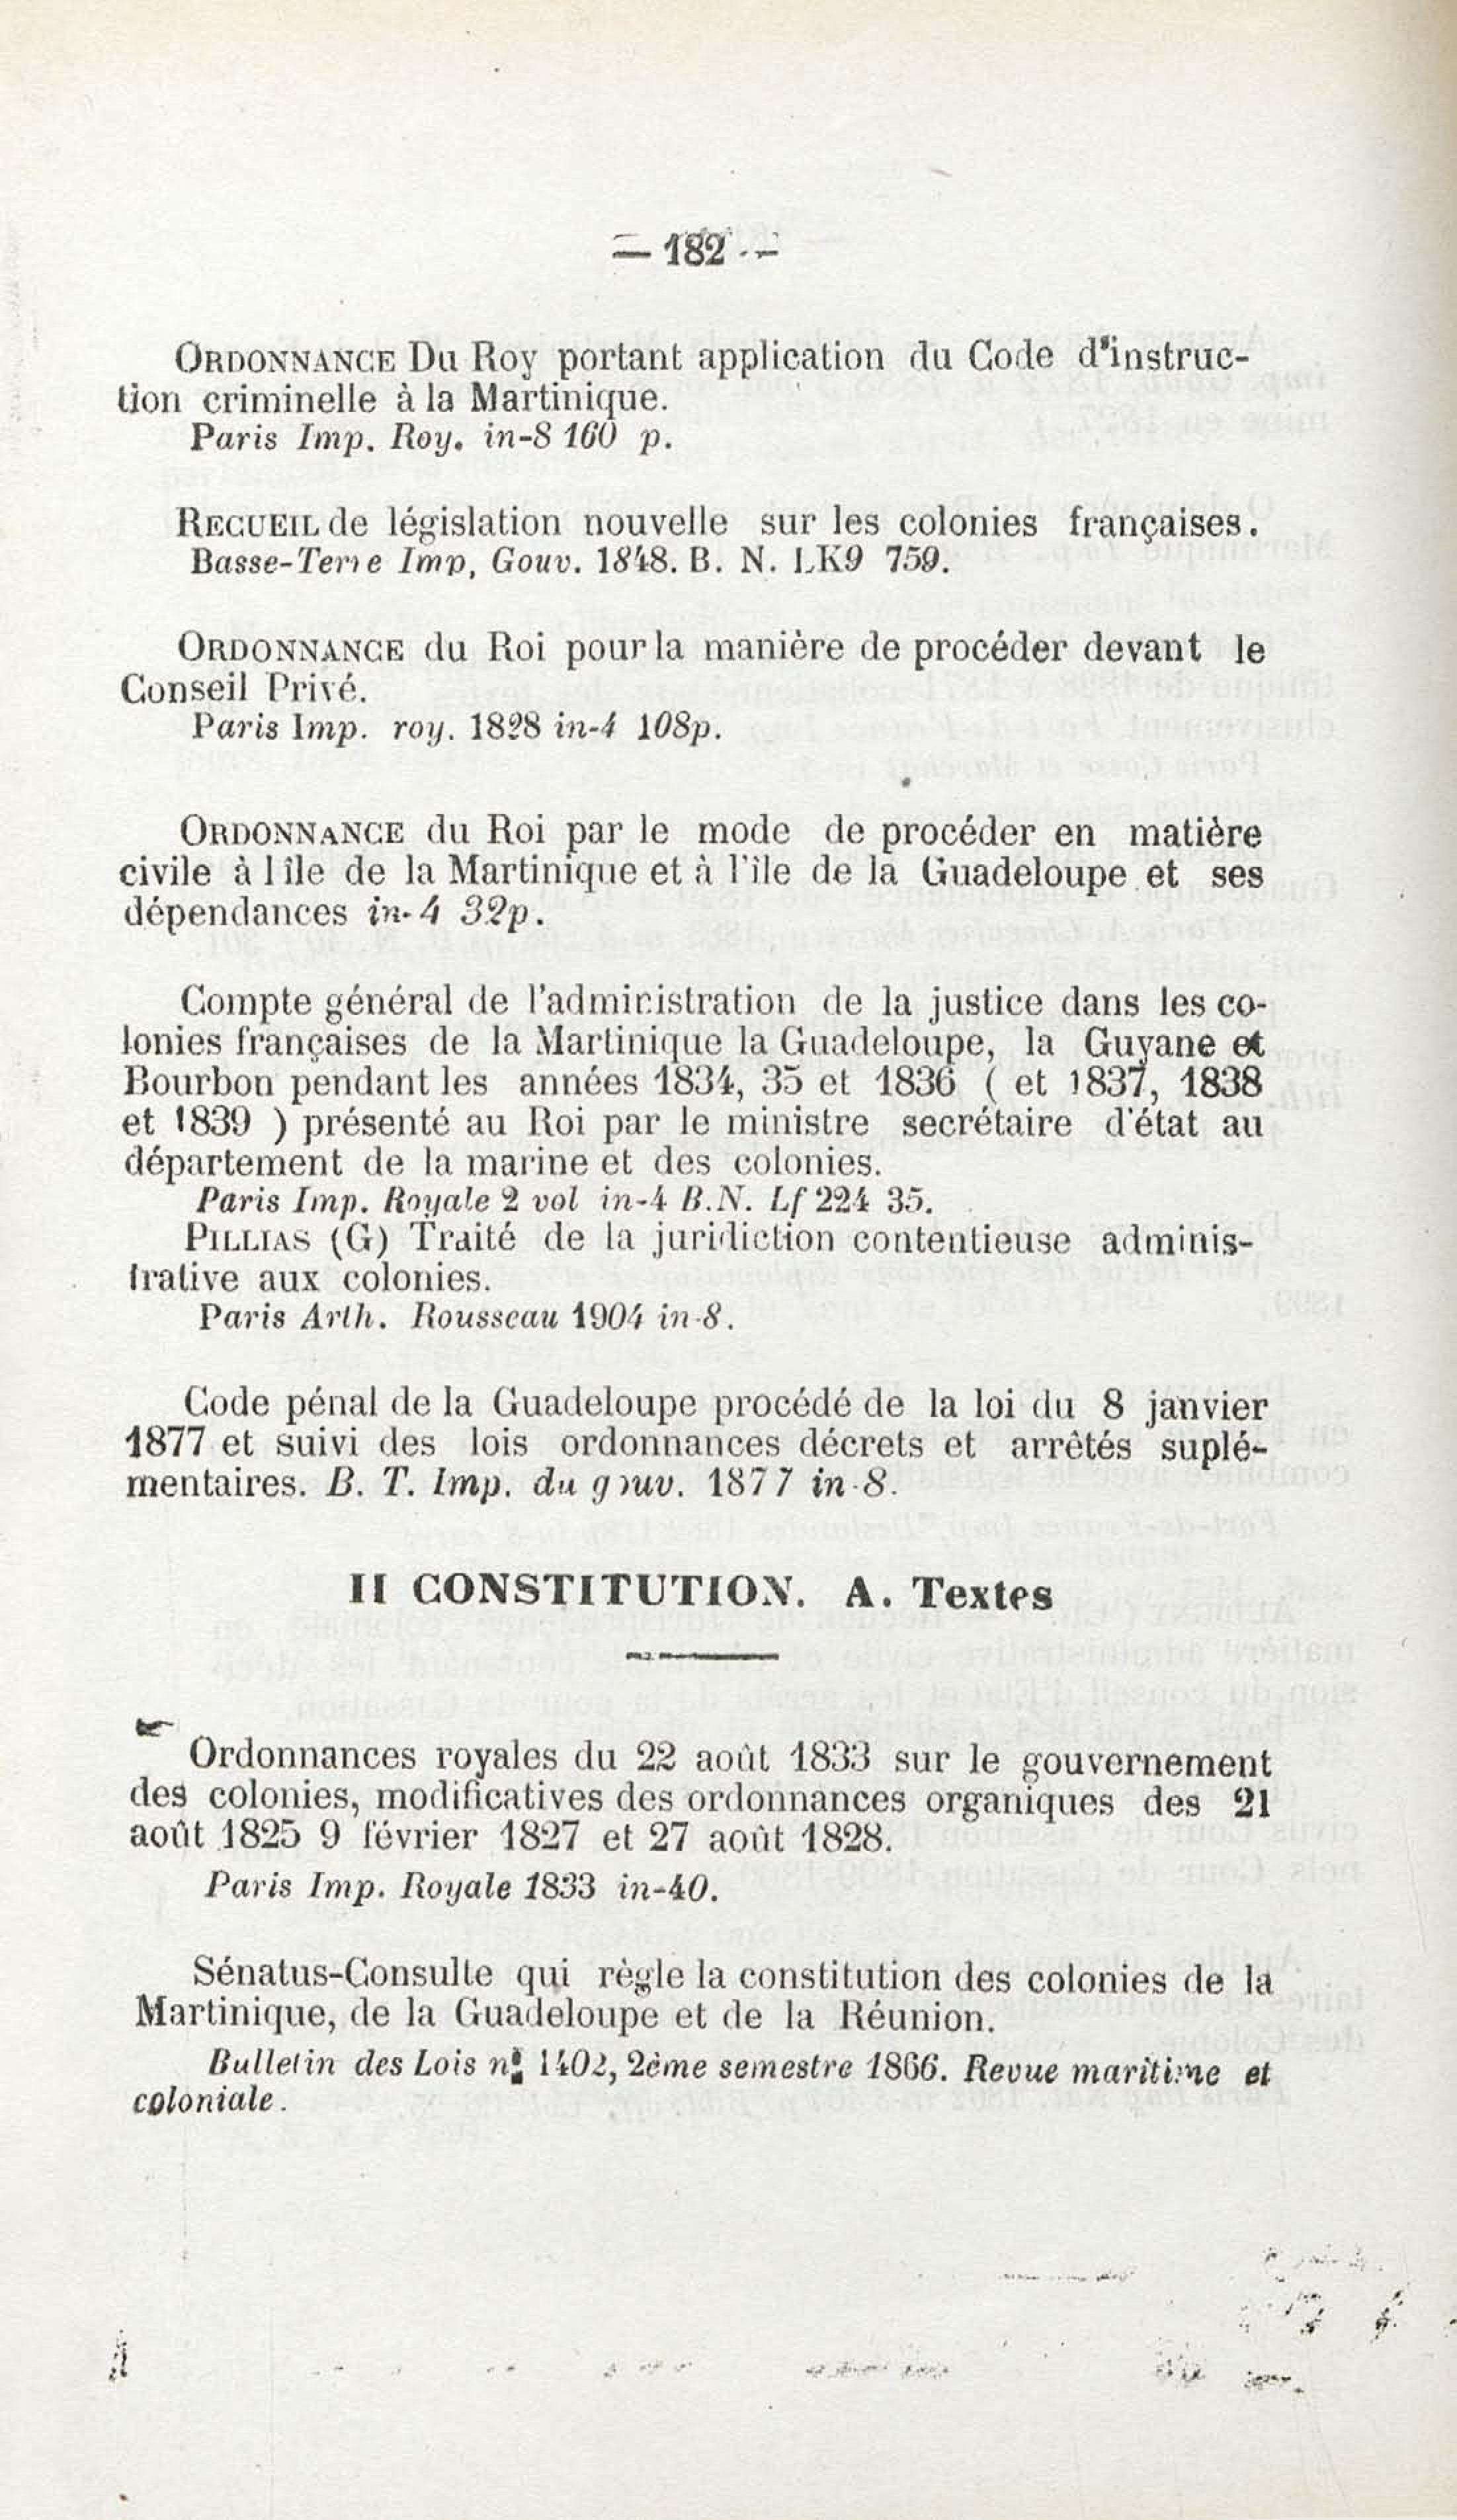 — 182 —
ORDONNANCE Du Roy portant application du Code d'instruc-
tion criminelle à la Martinique.
Paris Imp. Roy. in-8 160 p.
RECUEIL de législation nouvelle sur les colonies françaises.
Basse-Terre Imp, Gouv. 1848. B. N. LK9 759.
ORDONNANCE du Roi pour la manière de procéder devant le
Conseil Privé.
Paris Imp. roy. 1828 in-4 108p.
ORDONNANCE du Roi par le mode de procéder en matière
civile à l île de la Martinique et à l'île de la Guadeloupe et ses
dépendances in-4 32p.
Compte général de l'administration de la justice dans les co-
lonies françaises de la Martinique la Guadeloupe, la Guyane et
Bourbon pendant les années 1834, 35 et 1836 ( et 1837, 1838
et 1839 ) présenté au Roi par le ministre secrétaire d'état au
département de la marine et des colonies.
Paris Imp. Royale 2 vol in-4 B.N. Lf 224 35.
PILLIAS (G) Traité de la juridiction contentieuse adminis-
trative aux colonies.
Paris Arth. Rousseau 1904 in-8.
Code pénal de la Guadeloupe procédé de la loi du 8 janvier
1877 et suivi des lois ordonnances décrets et arrêtés suplé-
mentaires. B. T. Imp. du gouv. 1877 in-8.
II CONSTITUTION. A. Textes
Ordonnances royales du 22 août 1833 sur le gouvernement
des colonies, modificatives des ordonnances organiques des 21
août 1825 9 février 1827 et 27 août 1828.
Paris Imp. Royale 1833 in-40.
Sénatus-Consulte qui règle la constitution des colonies de la
Martinique, de la Guadeloupe et de la Réunion.
Bulletin des Lois nº 1402, 2ème semestre 1866. Revue maritime et
coloniale.